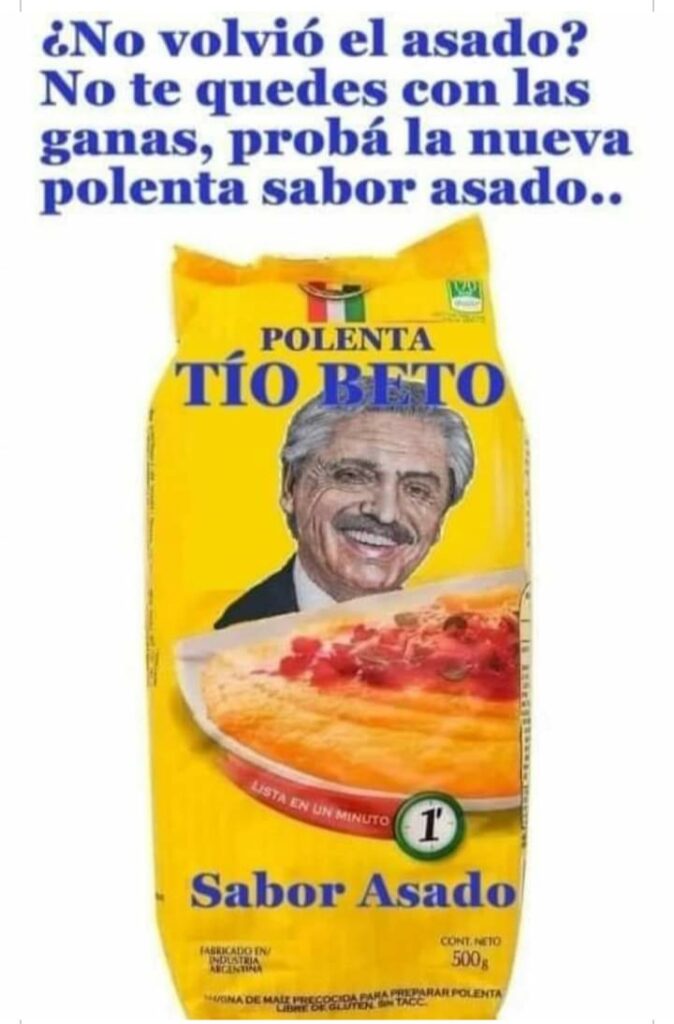 ¿No volvió el asado?
No te quedes con las
ganas, probá la nueva
polenta sabor asado..
POLENTA
TÍO BETO
LISTA EN UN MINUTO
1'
Sabor Asado
FABRICADO EN/
INDUSTRIA
ARGENTINA
CONT. NETO
500g
DE MAÍZ PRECOCIDA PARA PREPARAR POLENTA
LIBRE DE GLUTEN. SIN TACC.